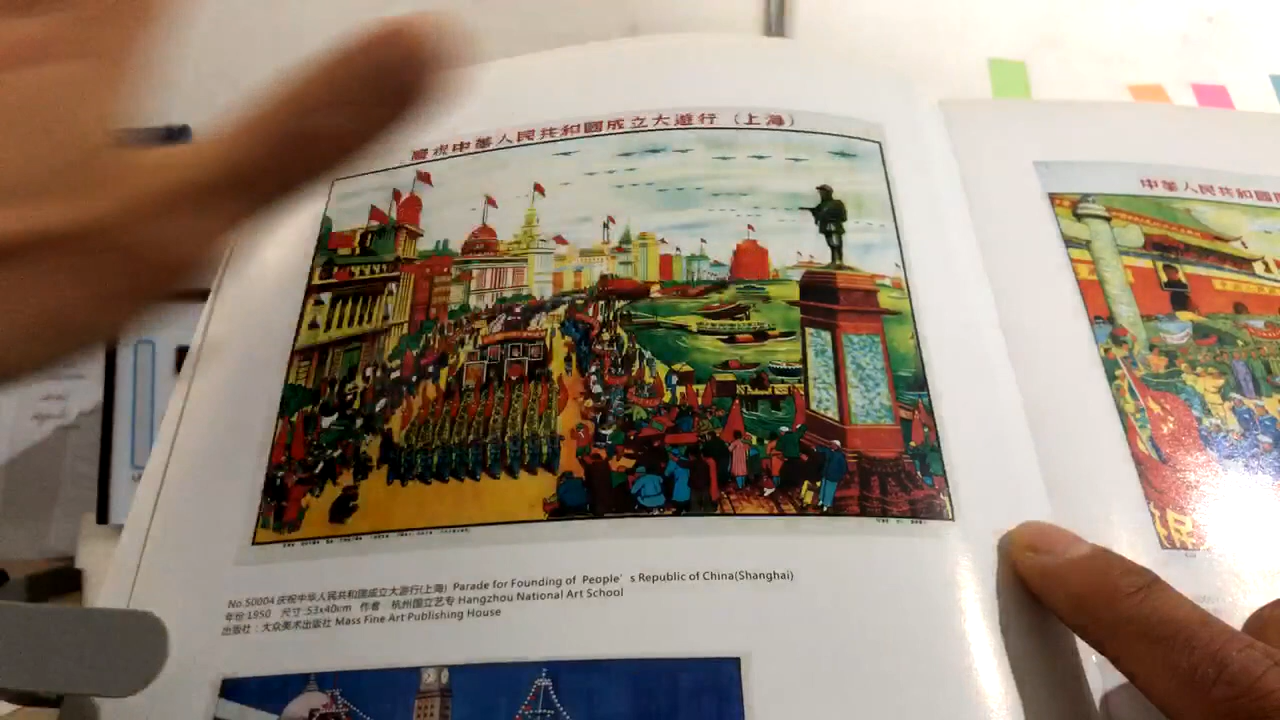 慶祝中華人民共和國成立大遊行（上海）
中華人民共和國
No.S0004 庆祝中华人民共和国成立大游行(上海) Parade for Founding of People's Republic of China(Shanghai)
年份:1950 尺寸:53x40cm 作者 杭州国立艺专 Hangzhou National Art School
出版社：大众美术出版社 Mass Fine Art Publishing House